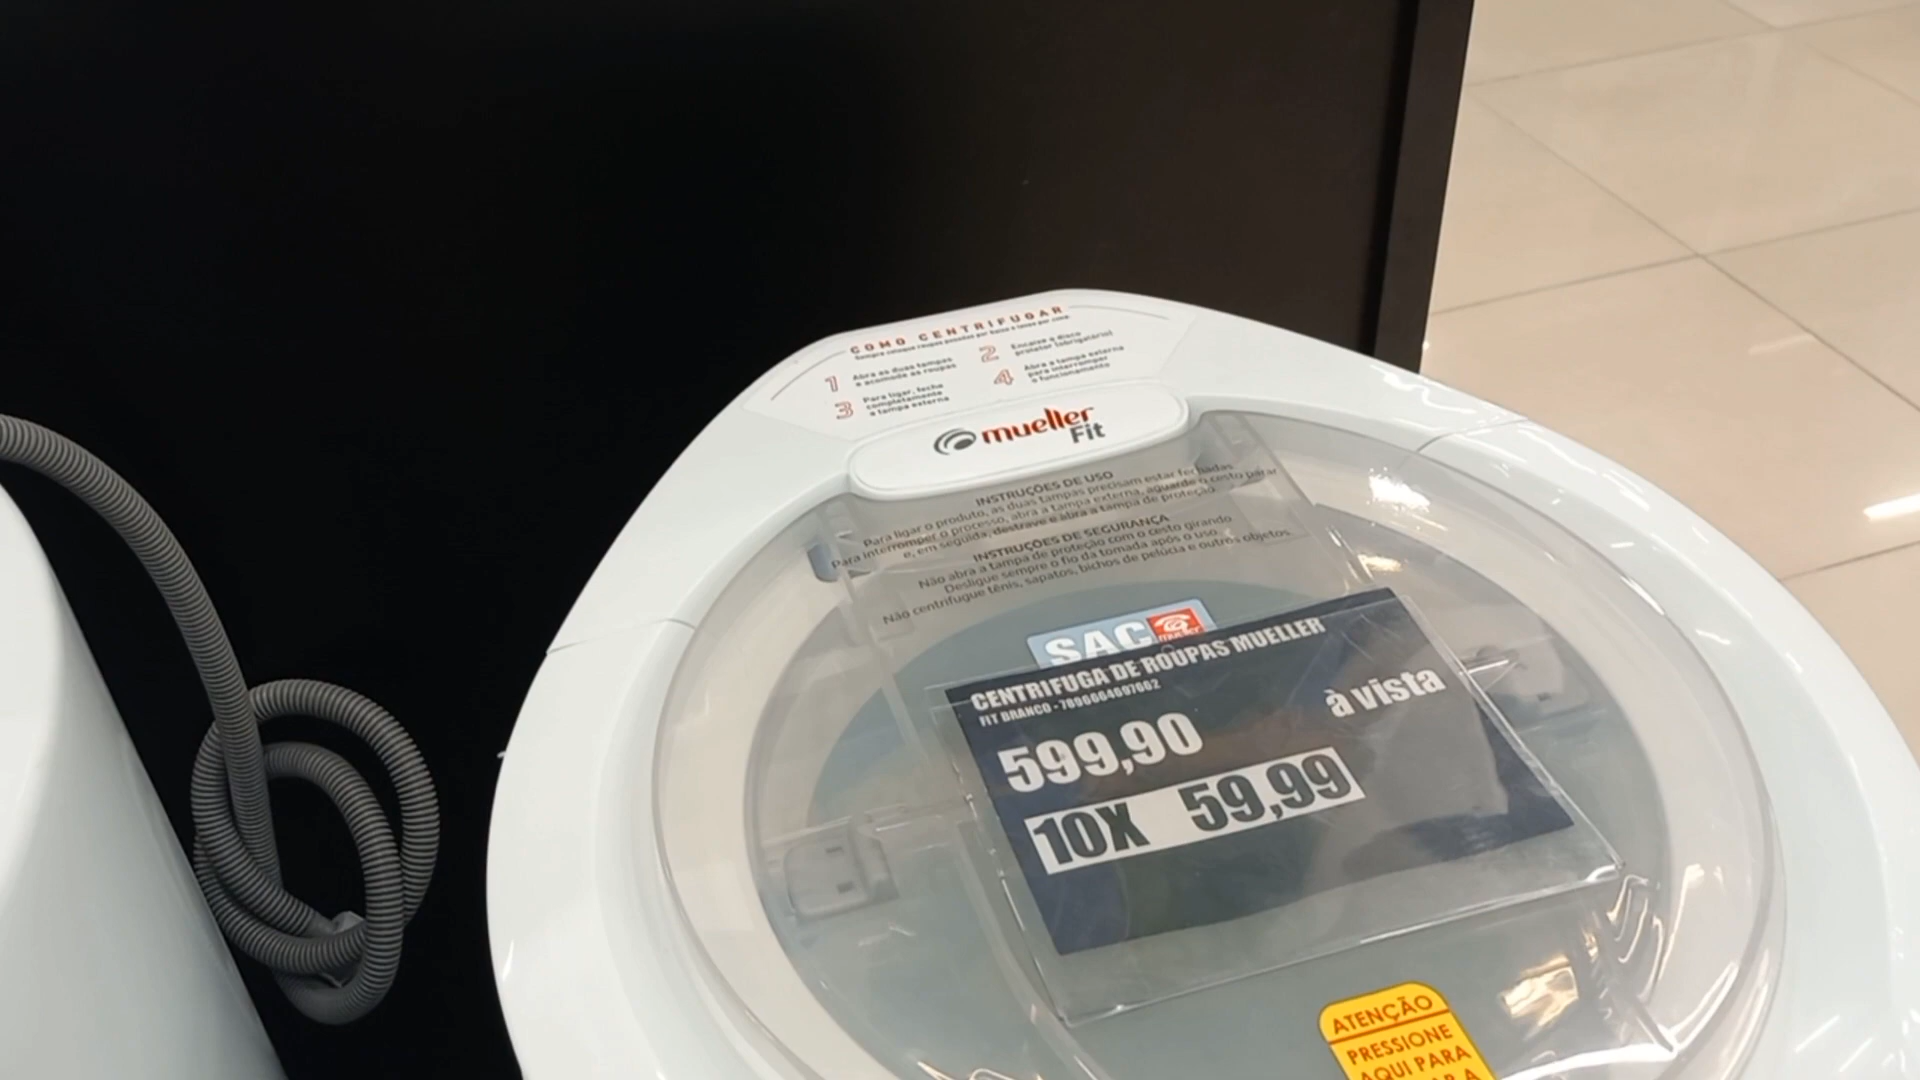 COMO CENTRIFUGAR
1 Abra as duas tampas
e acomode as roupas
2 Encaixe o disco
protetor (obrigatório)
3 Para ligar, feche
completamente
a tampa externa
4 Abra a tampa externa
para interromper
o funcionamento
mueller
Fit
INSTRUÇÕES DE USO
Para ligar o produto, as duas tampas precisam estar fechadas
Para interromper o processo, abra a tampa externa, aguarde o cesto parar
e, em seguida, destrave e abra a tampa de proteção
INSTRUÇÕES DE SEGURANÇA
Não abra a tampa de proteção com o cesto girando
Desligue sempre o fio da tomada após o uso
Não centrifugue tênis, sapatos, bichos de pelúcia e outros objetos
SAC mueller
CENTRIFUGA DE ROUPAS MUELLER
FIT BRANCO -
à vista
599,90
10X 59,99
ATENÇÃO
PRESSIONE
AQUI PARA